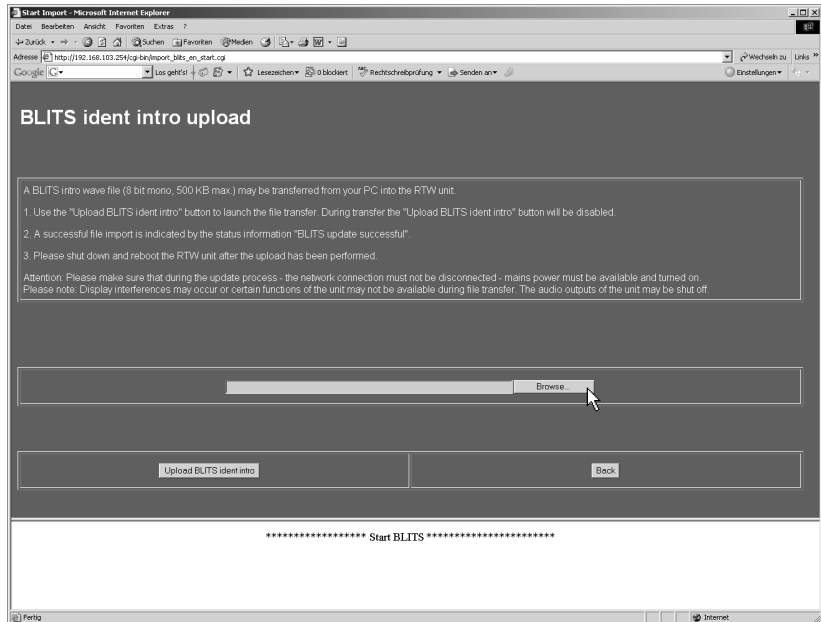 Start Import - Microsoft Internet Explorer
Datei Bearbeiten Ansicht Favoriten Extras ?
Zurück Suchen Favoriten Medien
Adresse http://192.168.103.254/cgi-bin/import_blits_en_start.cgi Wechseln zu Links »
Google G Los geht's! Lesezeichen 0 blockiert Rechtschreibprüfung Senden an Einstellungen
BLITS ident intro upload
A BLITS intro wave file (8 bit mono, 500 KB max.) may be transferred from your PC into the RTW unit.
1. Use the "Upload BLITS ident intro" button to launch the file transfer. During transfer the "Upload BLITS ident intro" button will be disabled.
2. A successful file import is indicated by the status information "BLITS update successful".
3. Please shut down and reboot the RTW unit after the upload has been performed.
Attention: Please make sure that during the update process - the network connection must not be disconnected - mains power must be available and turned on.
Please note: Display interferences may occur or certain functions of the unit may not be available during file transfer. The audio outputs of the unit may be shut off.
Browse...
Upload BLITS ident intro Back
****************** Start BLITS ***********************
Fertig Internet